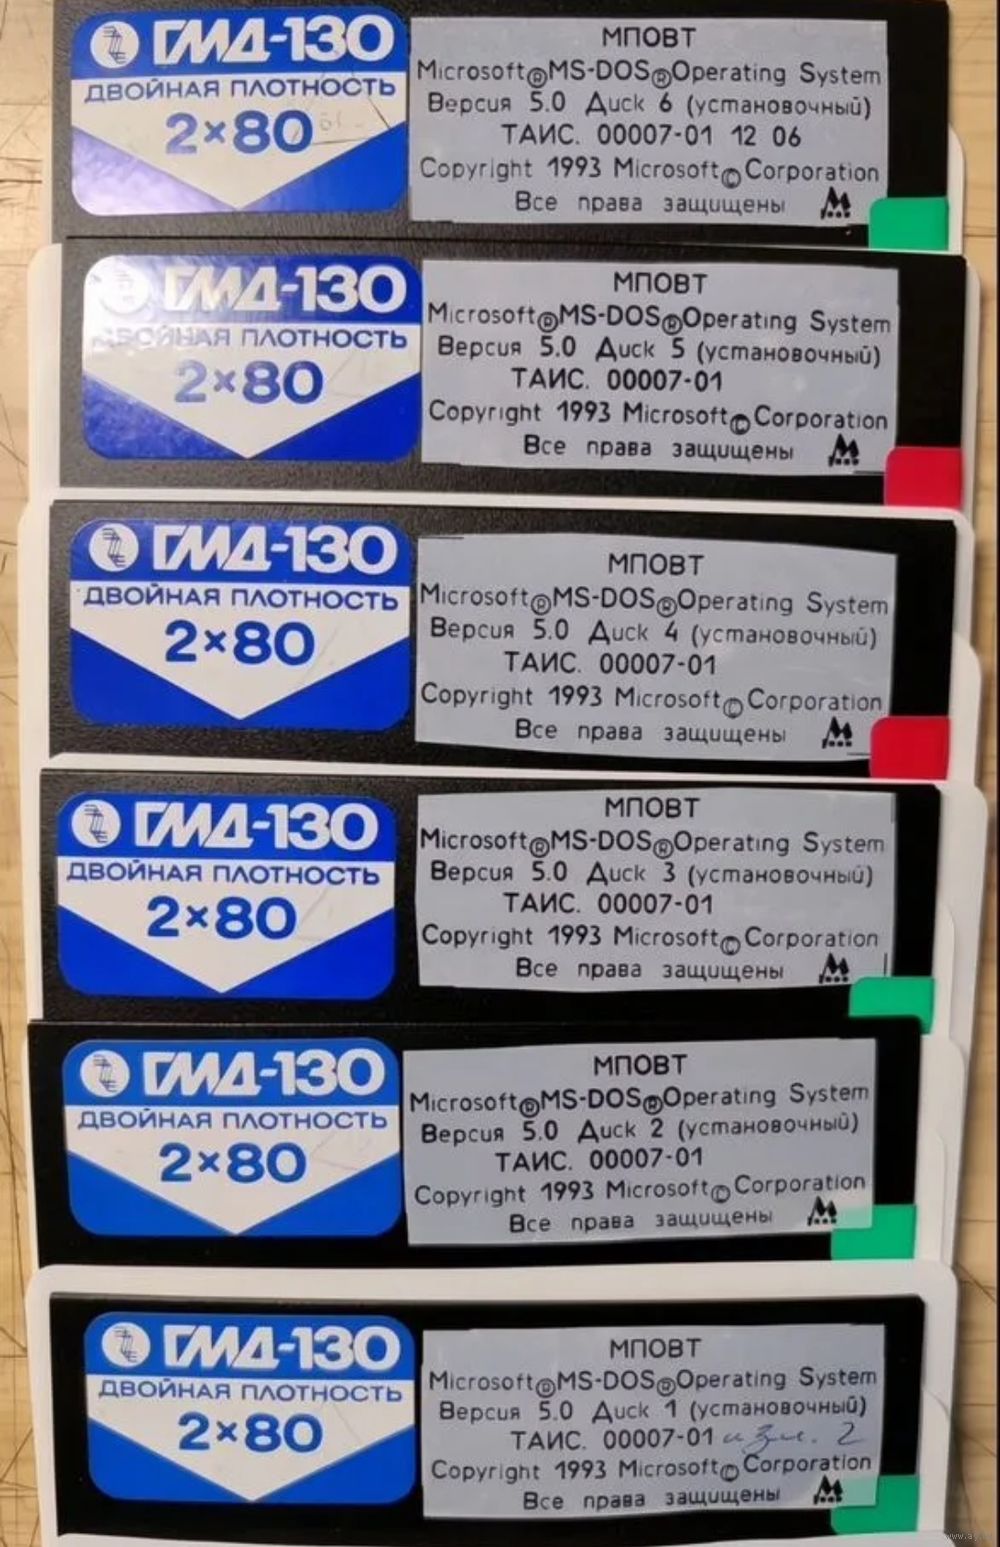 ГМД-130
ДВОЙНАЯ ПЛОТНОСТЬ
2×80
МПОВТ
Microsoft®MS-DOS®Operating System
Версия 5.0 Диск 6 (установочный)
ТАИС. 00007-01 12 06
Copyright 1993 Microsoft©Corporation
Все права защищены
ГМД-130
ДВОЙНАЯ ПЛОТНОСТЬ
2×80
МПОВТ
Microsoft®MS-DOS®Operating System
Версия 5.0 Диск 5 (установочный)
ТАИС. 00007-01
Copyright 1993 Microsoft©Corporation
Все права защищены
ГМД-130
ДВОЙНАЯ ПЛОТНОСТЬ
2×80
МПОВТ
Microsoft®MS-DOS®Operating System
Версия 5.0 Диск 4 (установочный)
ТАИС. 00007-01
Copyright 1993 Microsoft©Corporation
Все права защищены
ГМД-130
ДВОЙНАЯ ПЛОТНОСТЬ
2×80
МПОВТ
Microsoft®MS-DOS®Operating System
Версия 5.0 Диск 3 (установочный)
ТАИС. 00007-01
Copyright 1993 Microsoft©Corporation
Все права защищены
ГМД-130
ДВОЙНАЯ ПЛОТНОСТЬ
2×80
МПОВТ
Microsoft®MS-DOS®Operating System
Версия 5.0 Диск 2 (установочный)
ТАИС. 00007-01
Copyright 1993 Microsoft©Corporation
Все права защищены
ГМД-130
ДВОЙНАЯ ПЛОТНОСТЬ
2×80
МПОВТ
Microsoft®MS-DOS®Operating System
Версия 5.0 Диск 1 (установочный)
ТАИС. 00007-01 изм. 2
Copyright 1993 Microsoft©Corporation
Все права защищены